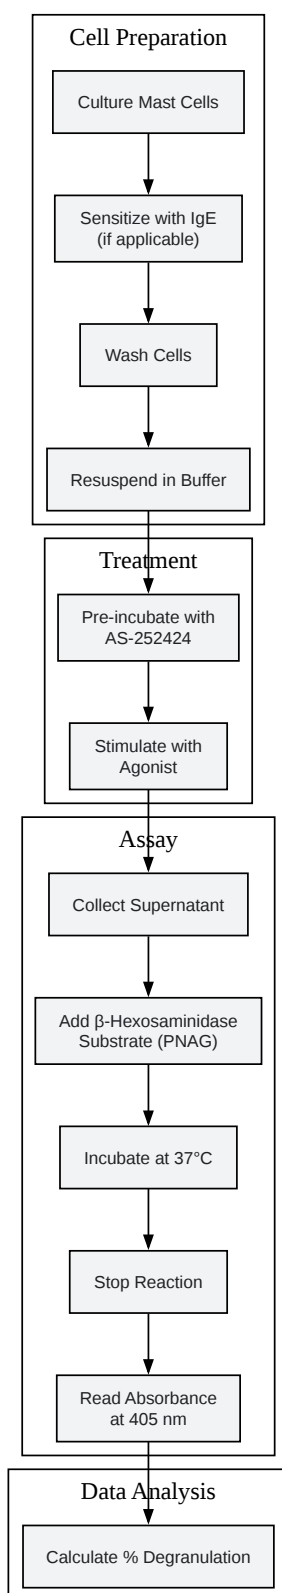 Cell Preparation
Culture Mast Cells
Sensitize with IgE
(if applicable)
Wash Cells
Resuspend in Buffer
Treatment
Pre-incubate with
AS-252424
Stimulate with
Agonist
Assay
Collect Supernatant
Add β-Hexosaminidase
Substrate (PNAG)
Incubate at 37°C
Stop Reaction
Read Absorbance
at 405 nm
Data Analysis
Calculate % Degranulation